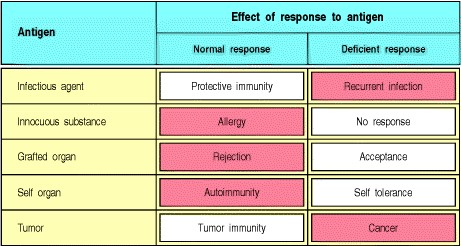 Antigen
Effect of response to antigen
Normal response Deficient response
Infectious agent Protective immunity Recurrent infection
Innocuous substance Allergy No response
Grafted organ Rejection Acceptance
Self organ Autoimmunity Self tolerance
Tumor Tumor immunity Cancer